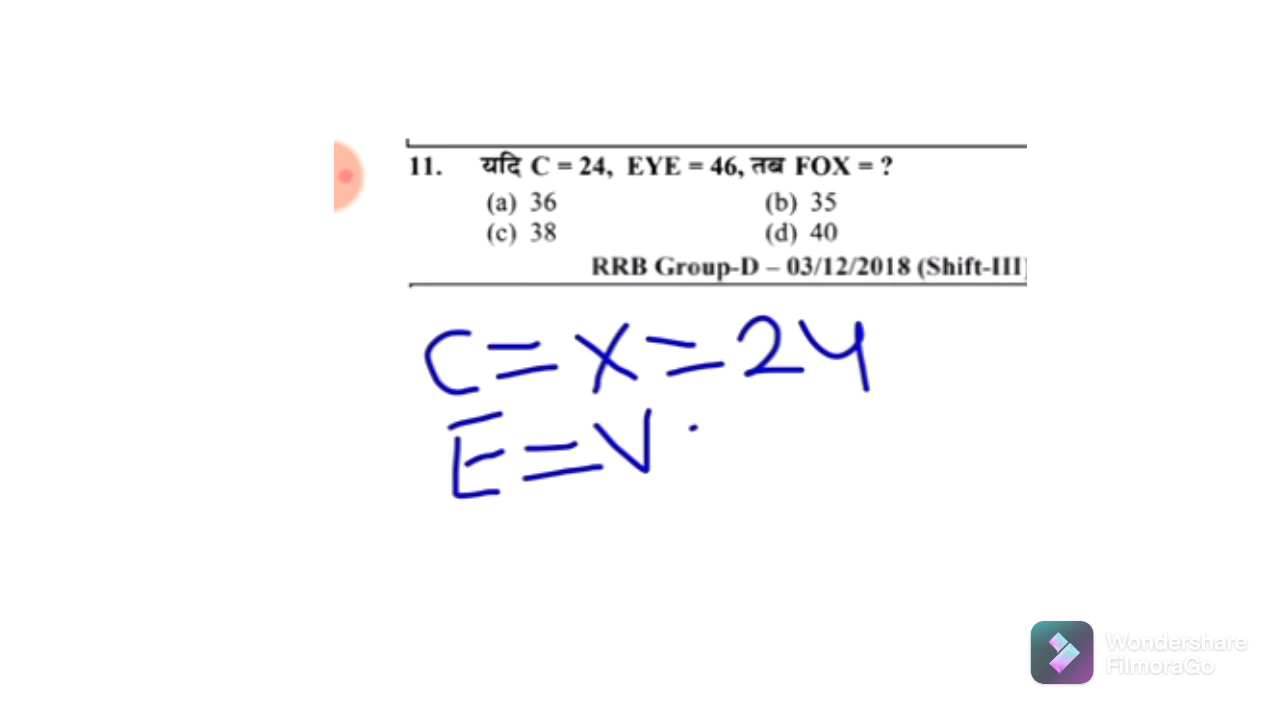 11. यदि C = 24, EYE = 46, तब FOX = ?
(a) 36 (b) 35
(c) 38 (d) 40
RRB Group-D – 03/12/2018 (Shift-III)
C = X = 24
E = V
Wondershare
FilmoraGo